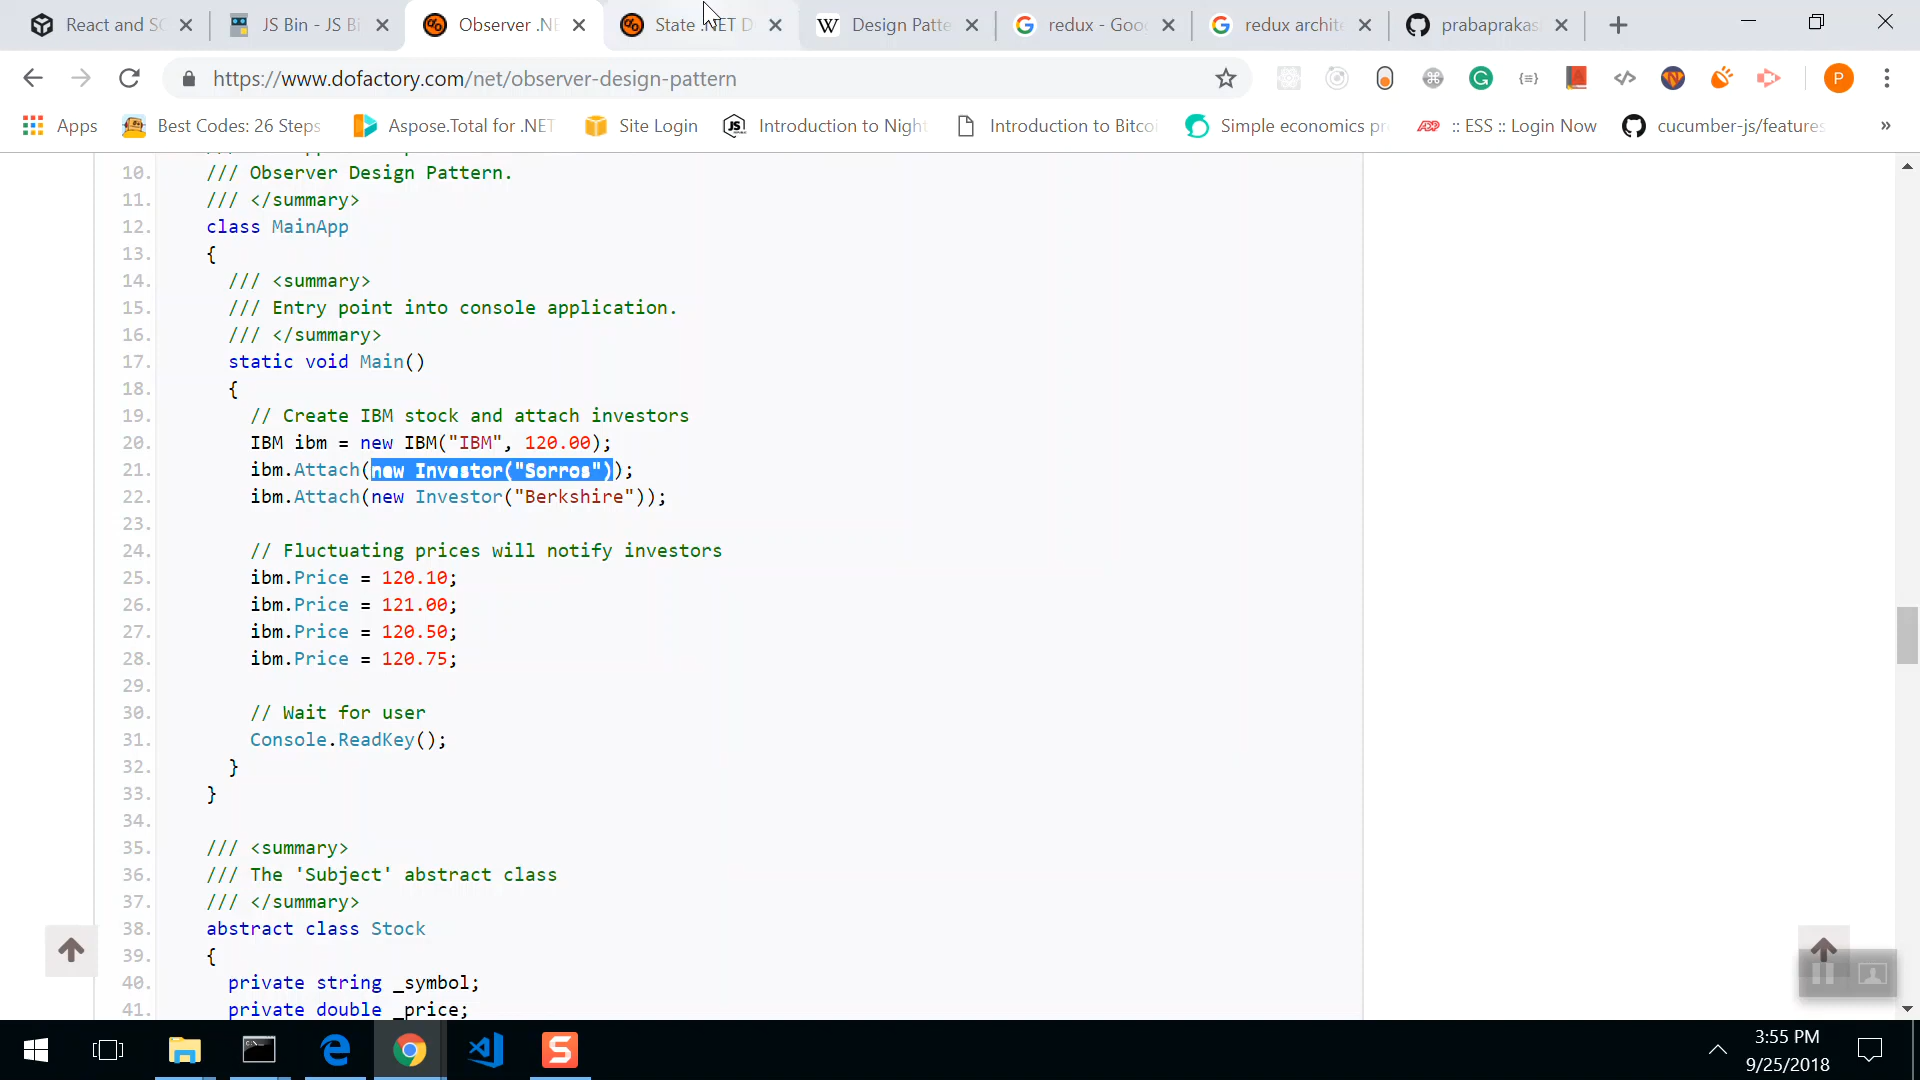 React and SC
JS Bin - JS Bi
Observer .NE
State .NET D
Design Patte
redux - Goo
redux archite
prabaprakas
https://www.dofactory.com/net/observer-design-pattern
P
Apps
Best Codes: 26 Steps
Aspose.Total for .NET
Site Login
Introduction to Night
Introduction to Bitcoi
Simple economics pr
:: ESS :: Login Now
cucumber-js/features
»
10. /// Observer Design Pattern.
11. /// </summary>
12. class MainApp
13. {
14. /// <summary>
15. /// Entry point into console application.
16. /// </summary>
17. static void Main()
18. {
19. // Create IBM stock and attach investors
20. IBM ibm = new IBM("IBM", 120.00);
21. ibm.Attach(new Investor("Sorros"));
22. ibm.Attach(new Investor("Berkshire"));
23.
24. // Fluctuating prices will notify investors
25. ibm.Price = 120.10;
26. ibm.Price = 121.00;
27. ibm.Price = 120.50;
28. ibm.Price = 120.75;
29.
30. // Wait for user
31. Console.ReadKey();
32. }
33. }
34.
35. /// <summary>
36. /// The 'Subject' abstract class
37. /// </summary>
38. abstract class Stock
39. {
40. private string _symbol;
41. private double _price;
3:55 PM
9/25/2018